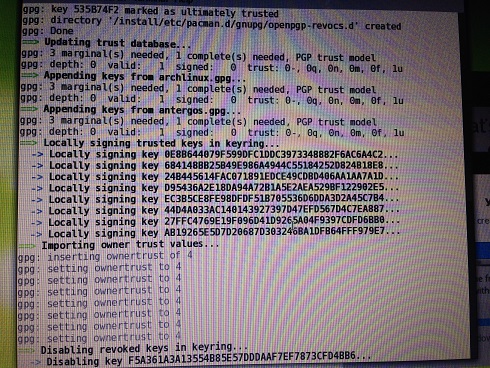 gpg: key 535B74F2 marked as ultimately trusted
gpg: directory '/install/etc/pacman.d/gnupg/openpgp-revocs.d' created
gpg: Done
==> Updating trust database...
gpg: 3 marginal(s) needed, 1 complete(s) needed, PGP trust model
gpg: depth: 0 valid: 1 signed: 0 trust: 0-, 0q, 0n, 0m, 0f, 1u
==> Appending keys from archlinux.gpg...
gpg: 3 marginal(s) needed, 1 complete(s) needed, PGP trust model
gpg: depth: 0 valid: 1 signed: 0 trust: 0-, 0q, 0n, 0m, 0f, 1u
==> Appending keys from antergos.gpg...
gpg: 3 marginal(s) needed, 1 complete(s) needed, PGP trust model
gpg: depth: 0 valid: 1 signed: 0 trust: 0-, 0q, 0n, 0m, 0f, 1u
==> Locally signing trusted keys in keyring...
-> Locally signing key 0E8B644079F599DFC1DDC3973348882F6AC6A4C2...
-> Locally signing key 684148BB25B49E986A4944C55184252D824B18E8...
-> Locally signing key 24B445614FAC071891EDCE49CDBD406AA1AA7A1D...
-> Locally signing key D95436A2E18DA94A72B1A5E2AEA529BF122902E5...
-> Locally signing key
-> Locally signing key 44D4A033AC140143927397D47EFD567D4C7EA887...
-> Locally signing key 27FFC4769E19F096D41D9265A04F9397CDFD6BB0...
-> Locally signing key AB19265E5D7D20687D303246BA1DFB64FFF979E7...
==> Importing owner trust values...
gpg: inserting ownertrust of 4
gpg: setting ownertrust to 4
gpg: setting ownertrust to 4
gpg: setting ownertrust to 4
gpg: setting ownertrust to 4
gpg: setting ownertrust to 4
gpg: setting ownertrust to 4
gpg: setting ownertrust to 4
==> Disabling revoked keys in keyring...
-> Disabling key F5A361A3A13554B85E57DDDAAF7EF7873CFD4BB6...